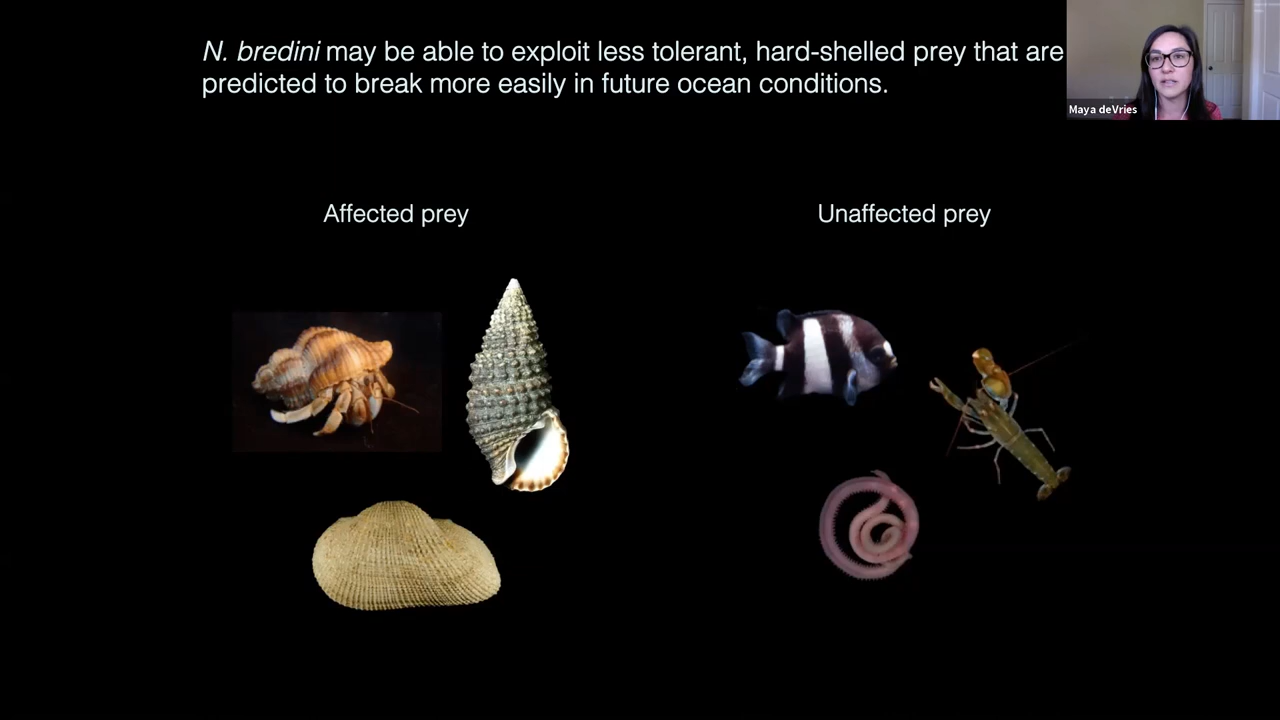 N. bredini may be able to exploit less tolerant, hard-shelled prey that are
predicted to break more easily in future ocean conditions.
Maya deVries
Affected prey
Unaffected prey